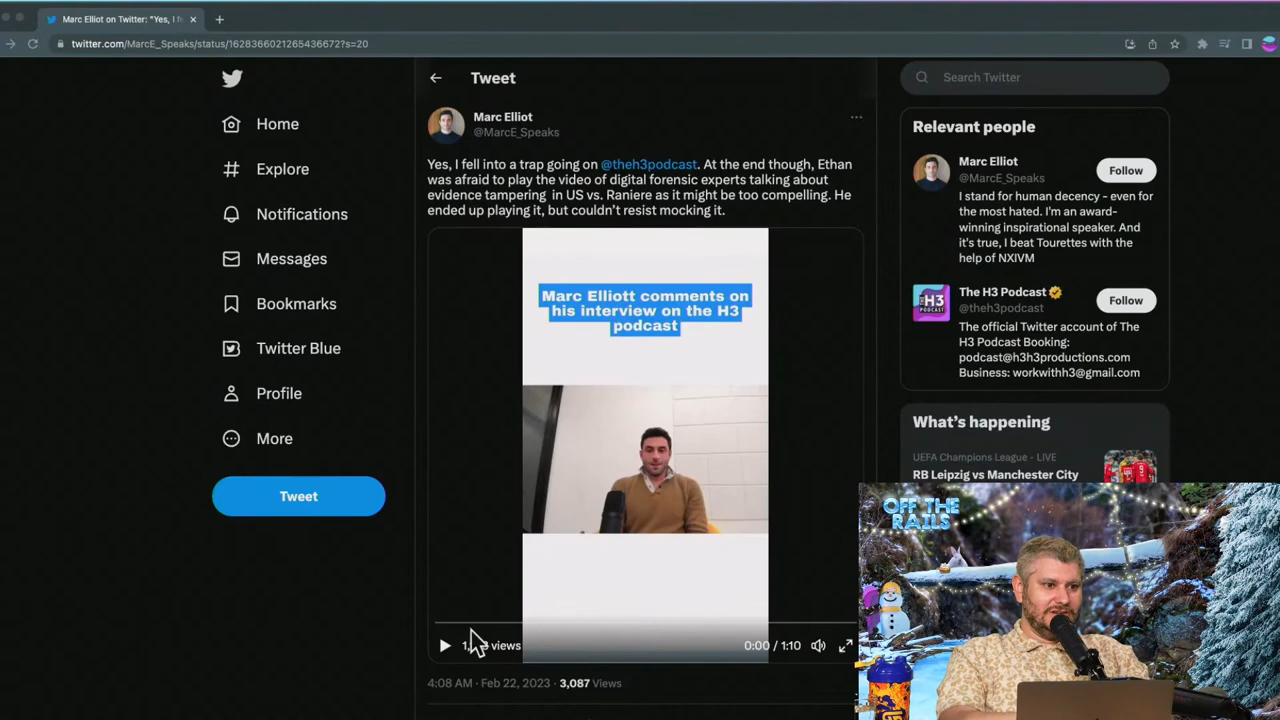 Marc Elliot on Twitter: "Yes, I f
twitter.com/MarcE_Speaks/status/1628366021265436672?s=20
Home
Explore
Notifications
Messages
Bookmarks
Twitter Blue
Profile
More
Tweet
Tweet
Marc Elliot
@MarcE_Speaks
Yes, I fell into a trap going on @theh3podcast. At the end though, Ethan
was afraid to play the video of digital forensic experts talking about
evidence tampering in US vs. Raniere as it might be too compelling. He
ended up playing it, but couldn't resist mocking it.
Marc Elliott comments on
his interview on the H3
podcast
views
0:00 / 1:10
4:08 AM · Feb 22, 2023 · 3,087 Views
Search Twitter
Relevant people
Marc Elliot
@MarcE_Speaks
Follow
I stand for human decency - even for
the most hated. I'm an award-
winning inspirational speaker. And
it's true, I beat Tourettes with the
help of NXIVM
The H3 Podcast
@theh3podcast
Follow
The official Twitter account of The
H3 Podcast Booking:
podcast@h3h3productions.com
Business: workwithh3@gmail.com
What's happening
UEFA Champions League · LIVE
RB Leipzig vs Manchester City
OFF THE
RAILS